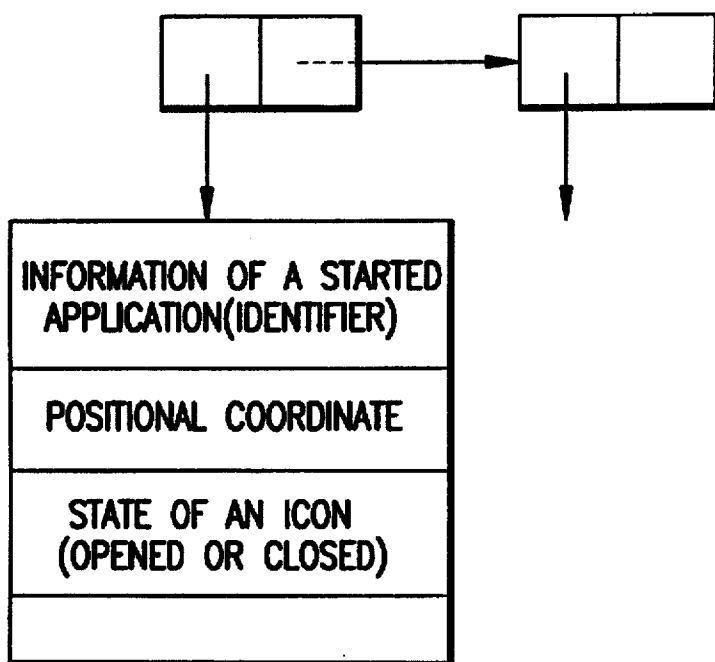 INFORMATION OF A STARTED
APPLICATION(IDENTIFIER)
POSITIONAL COORDINATE
STATE OF AN ICON
(OPENED OR CLOSED)